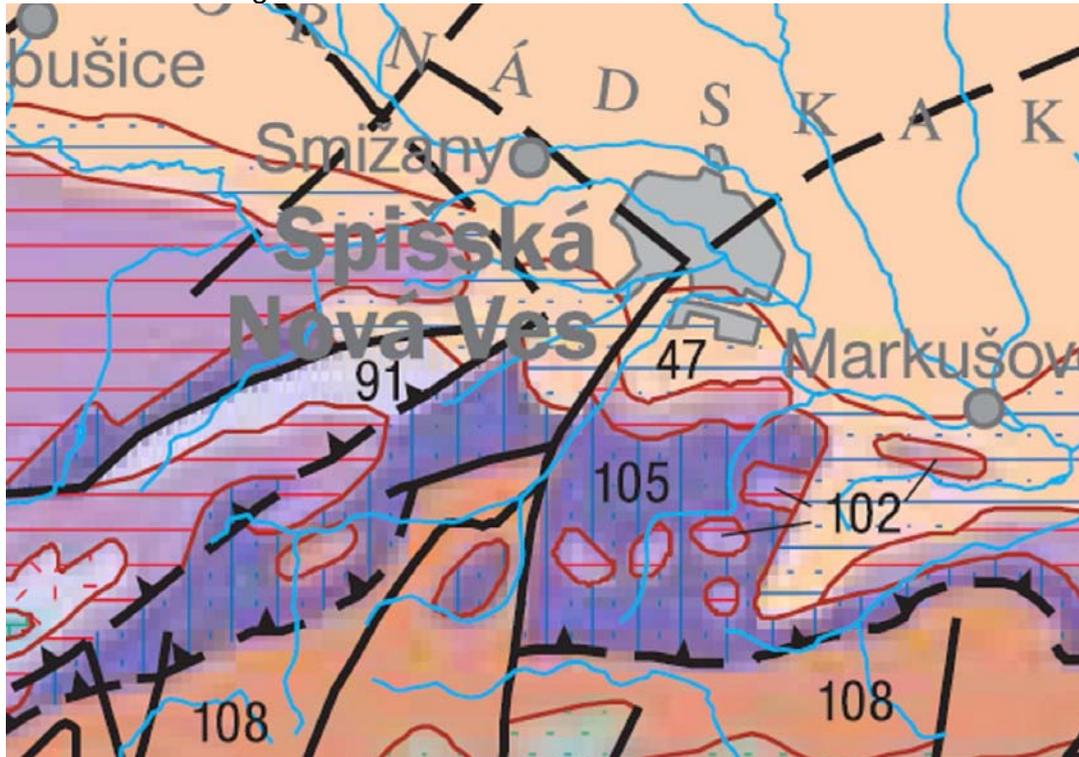 O R N Á D S K A K
bušice
Smižany
Spišská
Nová Ves
Markušov
91
47
105
102
108
108